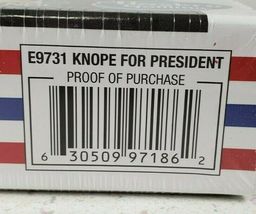 E9731 KNOPE FOR PRESIDENT
PROOF OF PURCHASE
6 30509 97186 2